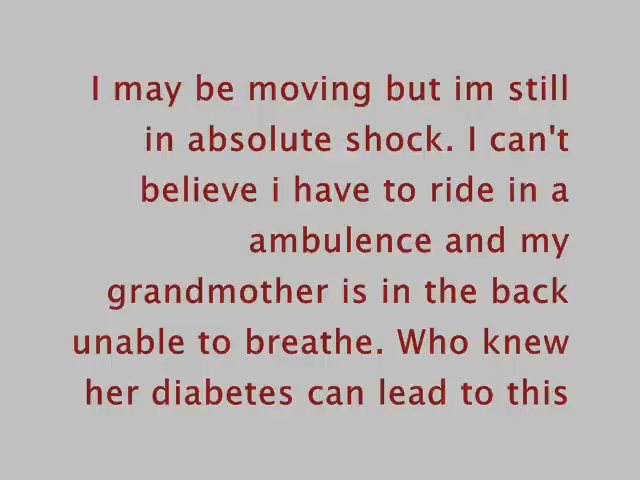 I may be moving but im still
in absolute shock. I can't
believe i have to ride in a
ambulence and my
grandmother is in the back
unable to breathe. Who knew
her diabetes can lead to this